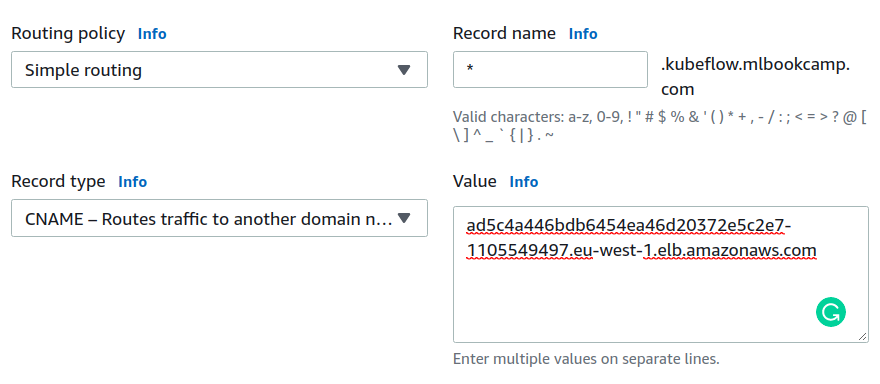 Routing policy Info
Simple routing
Record name Info
*
.kubeflow.mlbookcamp.
com
Valid characters: a-z, 0-9, ! " # $ % & ' ( ) * + , - / : ; < = > ? @ [
\ ] ^ _ ` { | } . ~
Record type Info
CNAME – Routes traffic to another domain n...
Value Info
ad5c4a446bdb6454ea46d20372e5c2e7-
1105549497.eu-west-1.elb.amazonaws.com
Enter multiple values on separate lines.